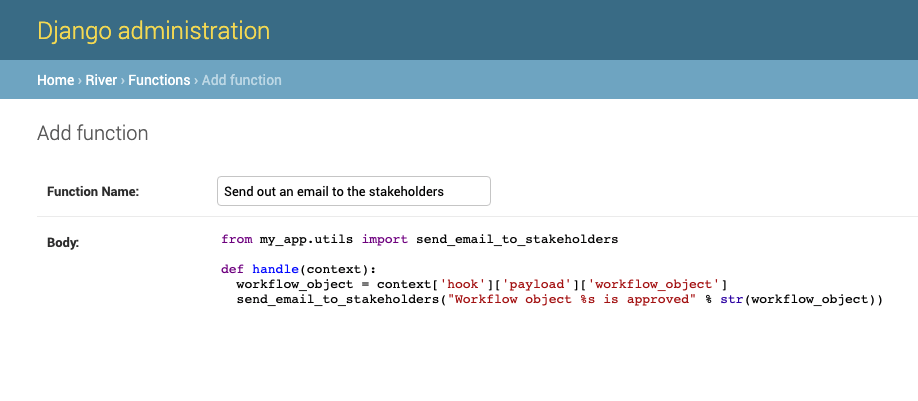 Django administration
Home › River › Functions › Add function
Add function
Function Name: Send out an email to the stakeholders
Body:
from my_app.utils import send_email_to_stakeholders
def handle(context):
  workflow_object = context['hook']['payload']['workflow_object']
  send_email_to_stakeholders("Workflow object %s is approved" % str(workflow_object))